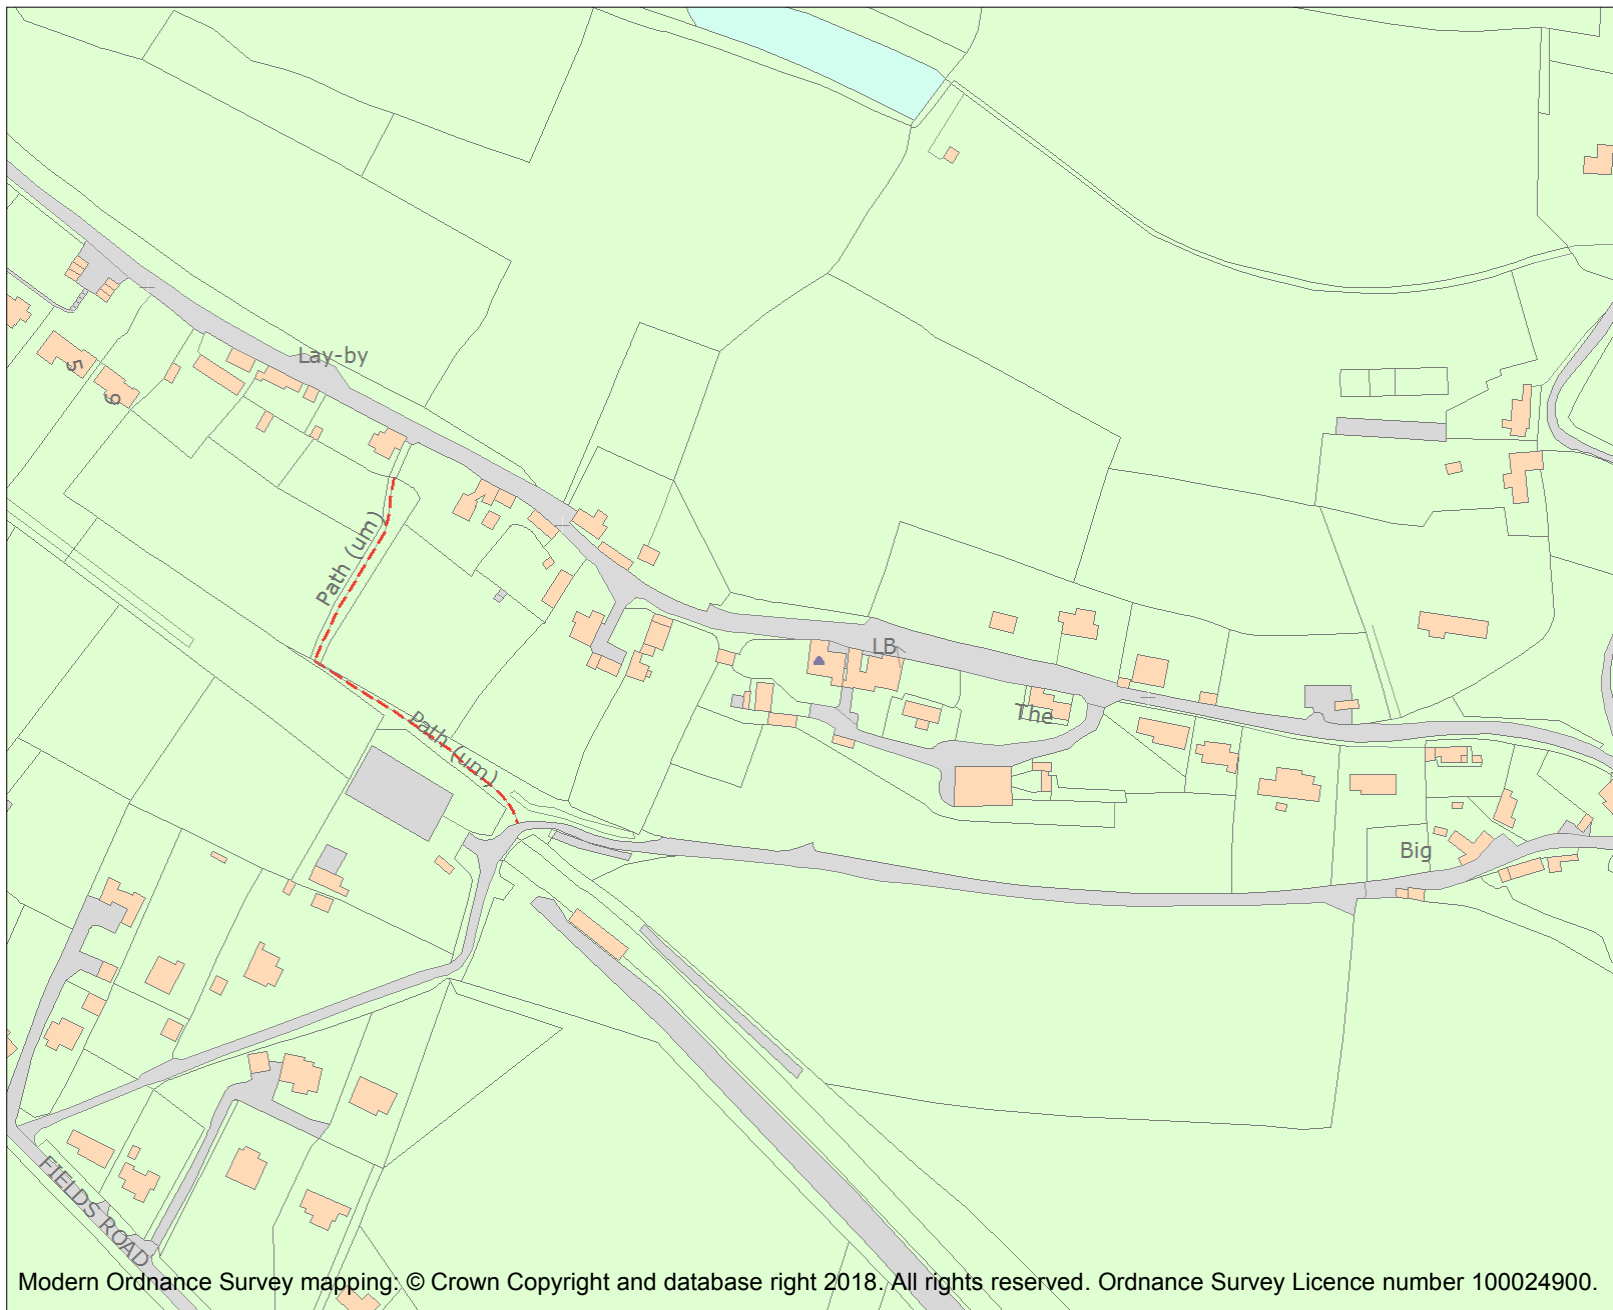 Lay-by
5
9
Path (um)
LB
Path (um)
The
Big
FIELDS ROAD
Modern Ordnance Survey mapping: © Crown Copyright and database right 2018. All rights reserved. Ordnance Survey Licence number 100024900.